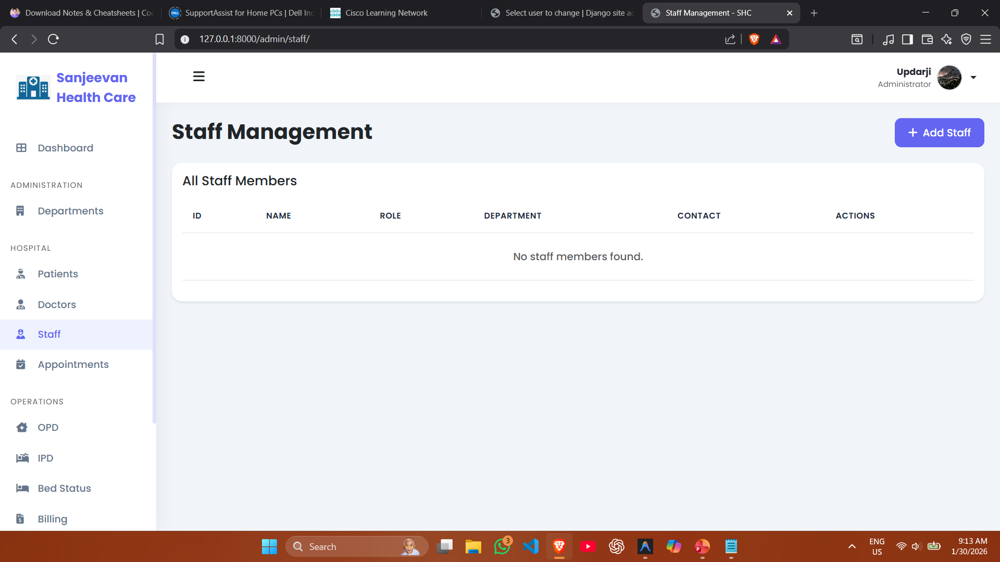 Download Notes & Cheatsheets | Co
SupportAssist for Home PCs | Dell Ind
Cisco Learning Network
Select user to change | Django site ad
Staff Management - SHC
127.0.0.1:8000/admin/staff/
Sanjeevan
Health Care
Updarji
Administrator
Staff Management
+ Add Staff
Dashboard
ADMINISTRATION
Departments
HOSPITAL
Patients
Doctors
Staff
Appointments
OPERATIONS
OPD
IPD
Bed Status
Billing
All Staff Members
ID NAME ROLE DEPARTMENT CONTACT ACTIONS
No staff members found.
Search
3
ENG
US
9:13 AM
1/30/2026